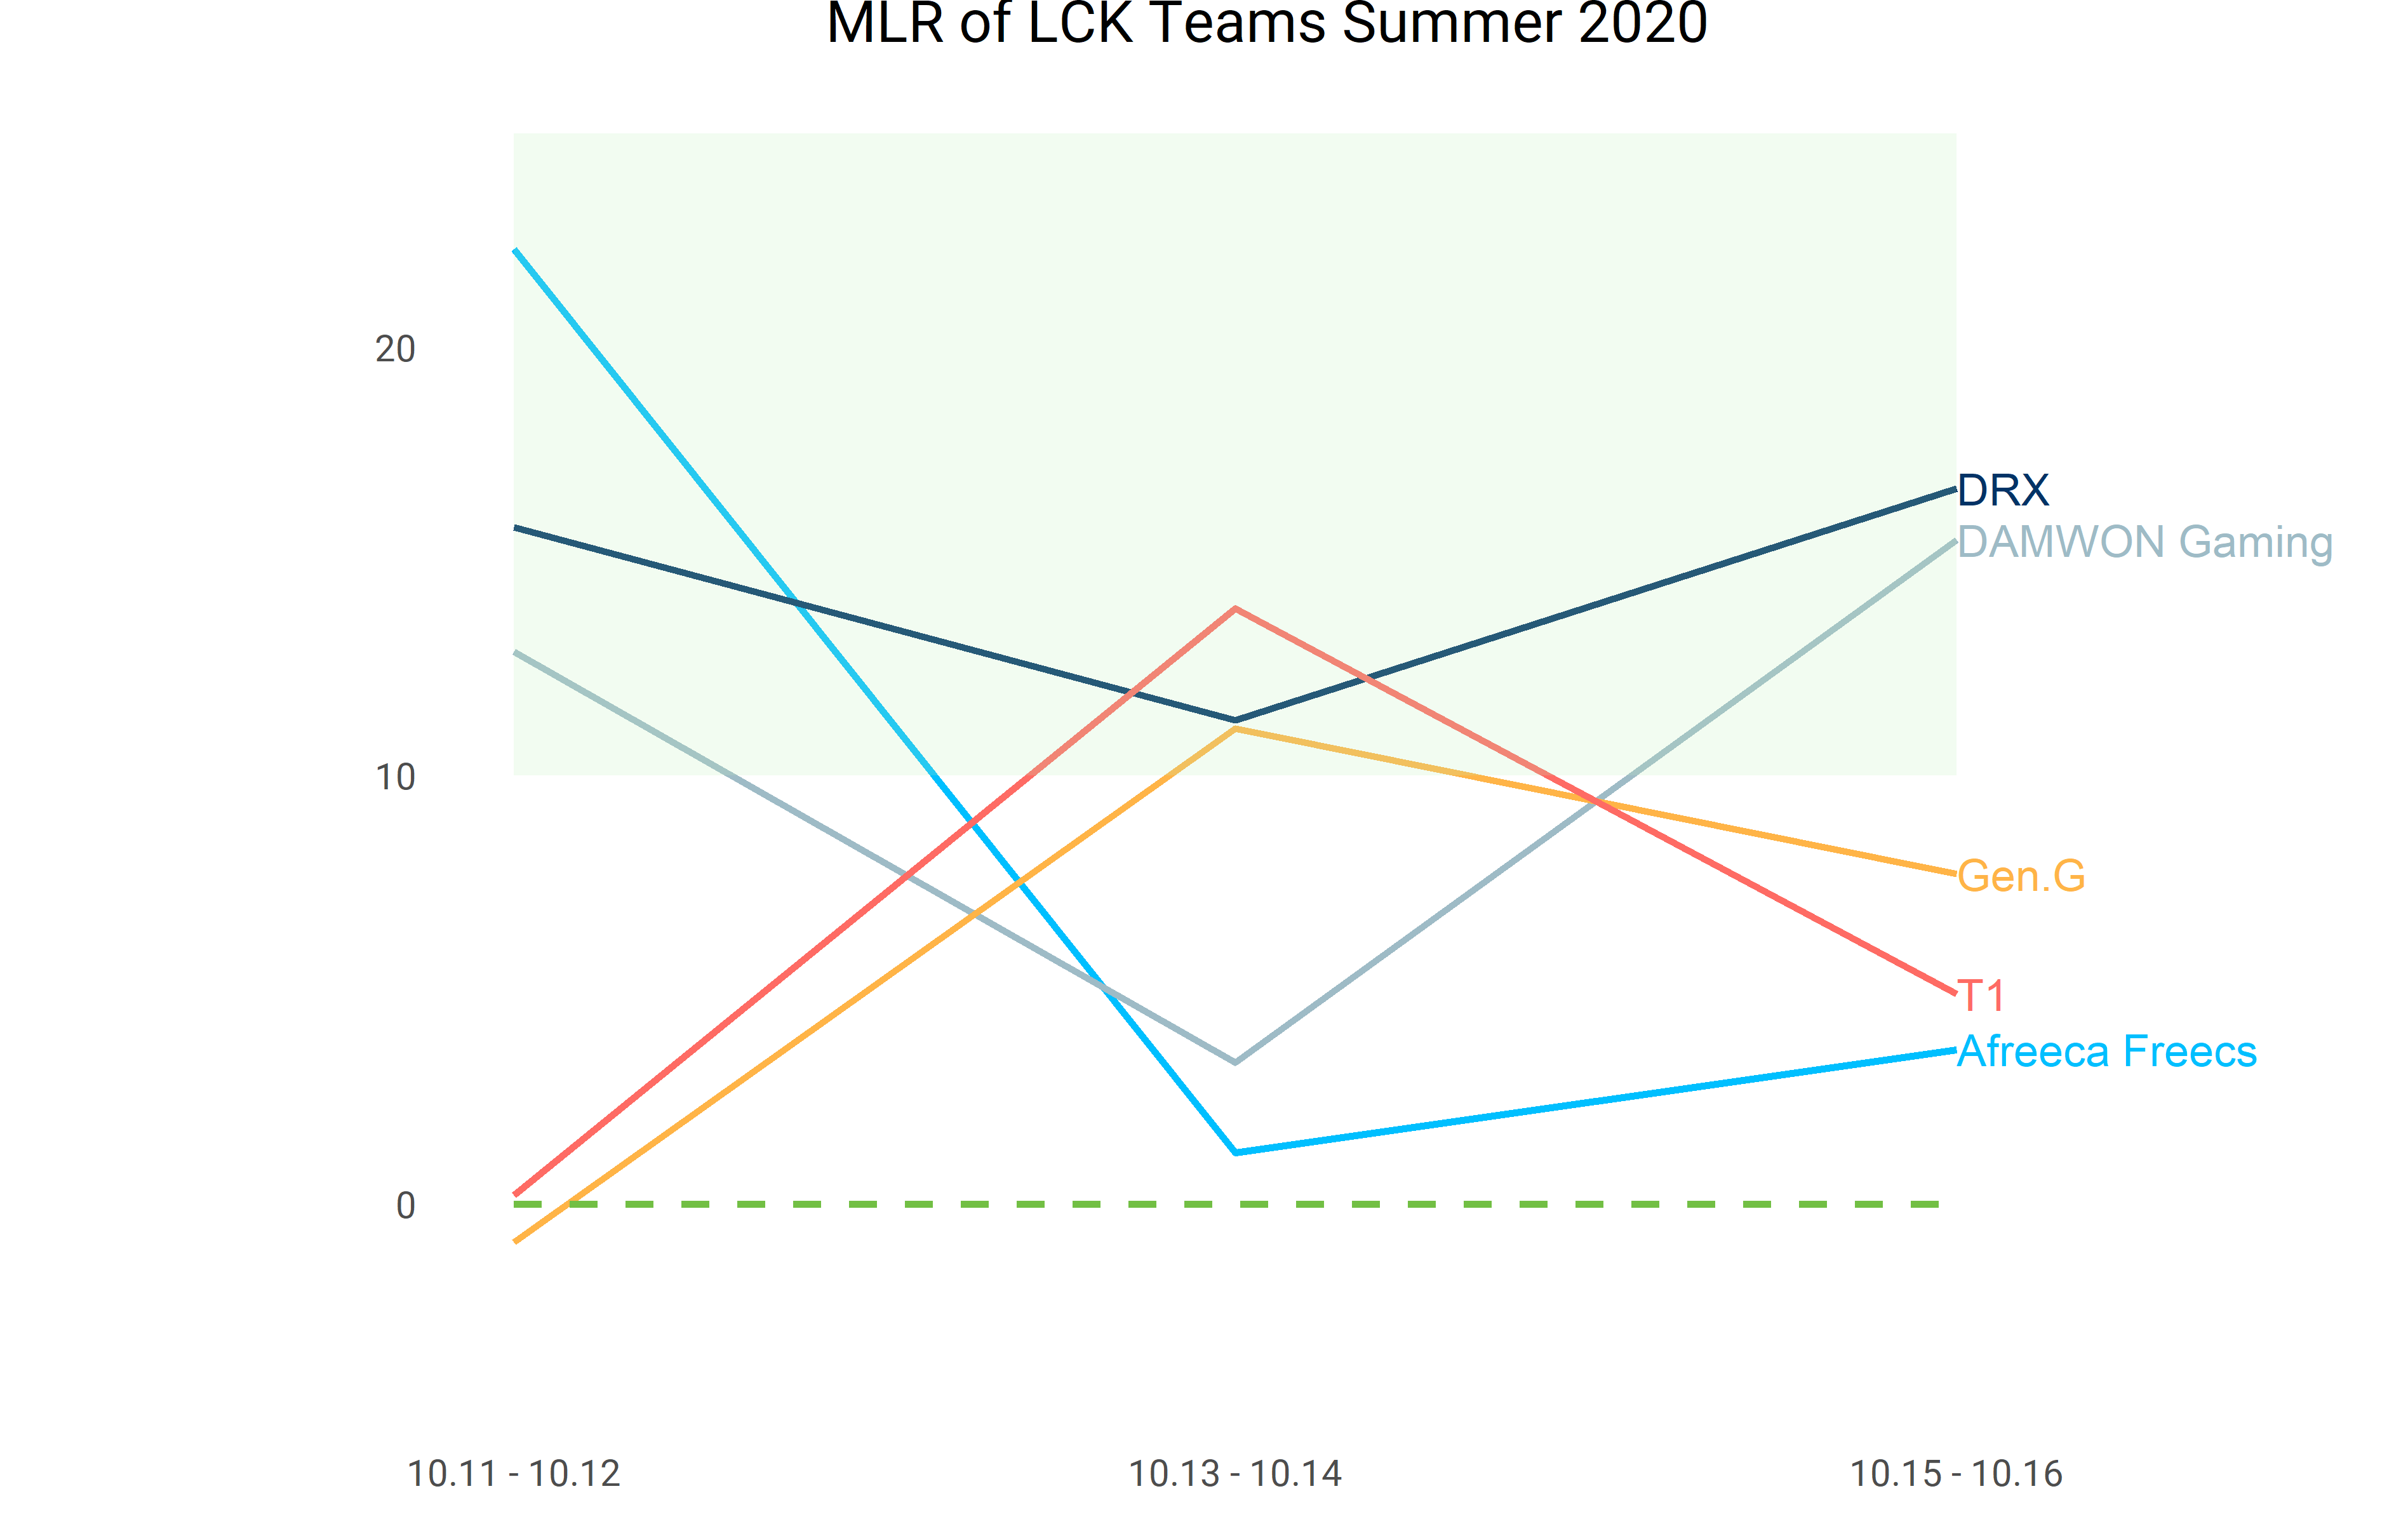 MLR of LCK Teams Summer 2020
20
10
0
DRX
DAMWON Gaming
Gen.G
T1
Afreeca Freecs
10.11 - 10.12
10.13 - 10.14
10.15 - 10.16